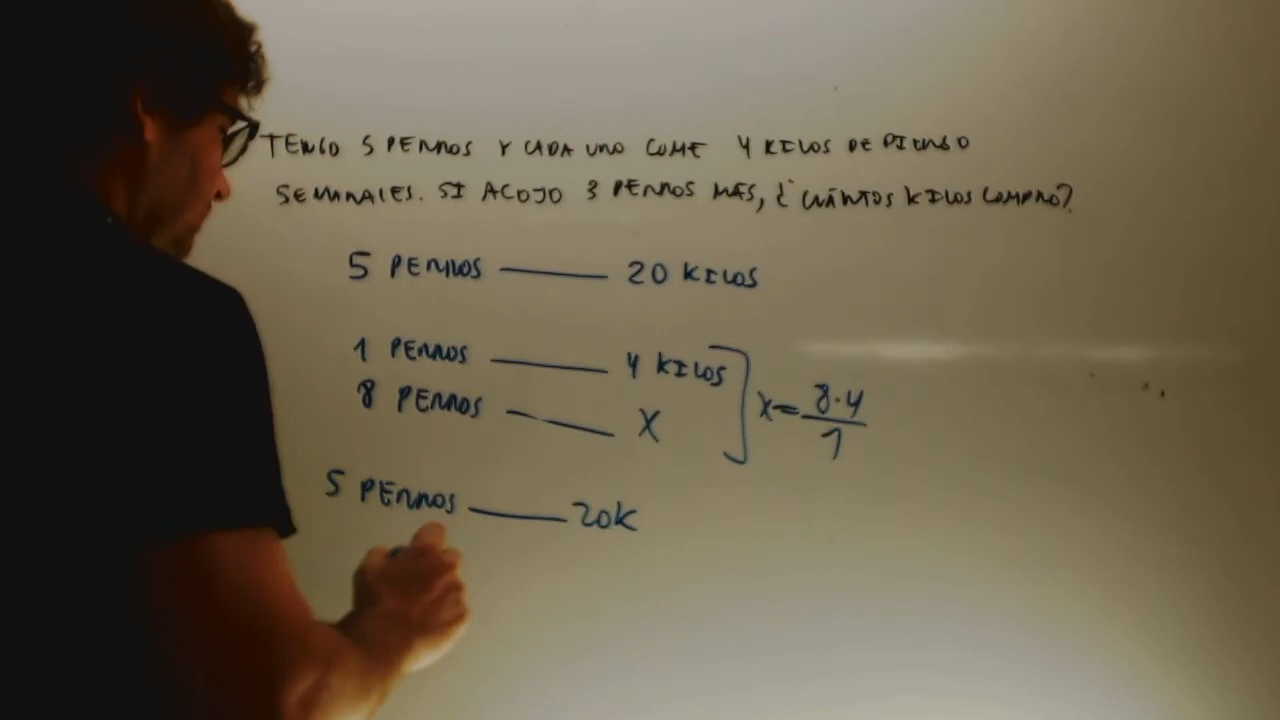 TENGO 5 PERROS Y CADA UNO COME 4 KILOS DE PIENSO
SEMANALES. SI ACOJO 3 PERROS MÁS, ¿CUÁNTOS KILOS COMPRO?
5 PERROS — 20 KILOS
1 PERROS — 4 KILOS
8 PERROS — X
X = 8·4 / 1
5 PERROS — 20K